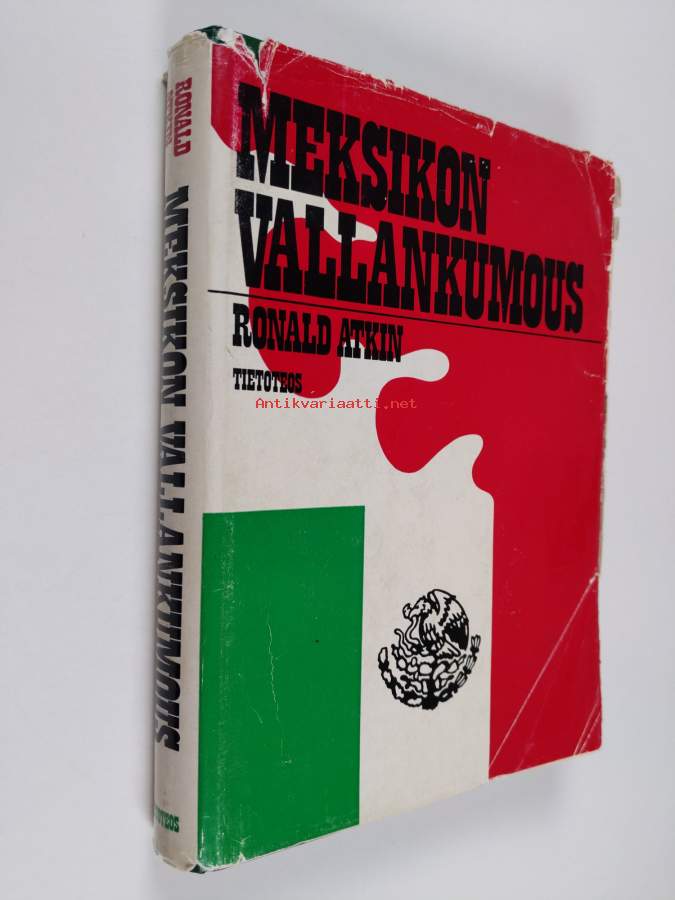 MEKSIKON
VALLANKUMOUS
RONALD ATKIN
TIETOTEOS
Antikvariaatti.net
RONALD
ATKIN
MEKSIKON VALLANKUMOUS